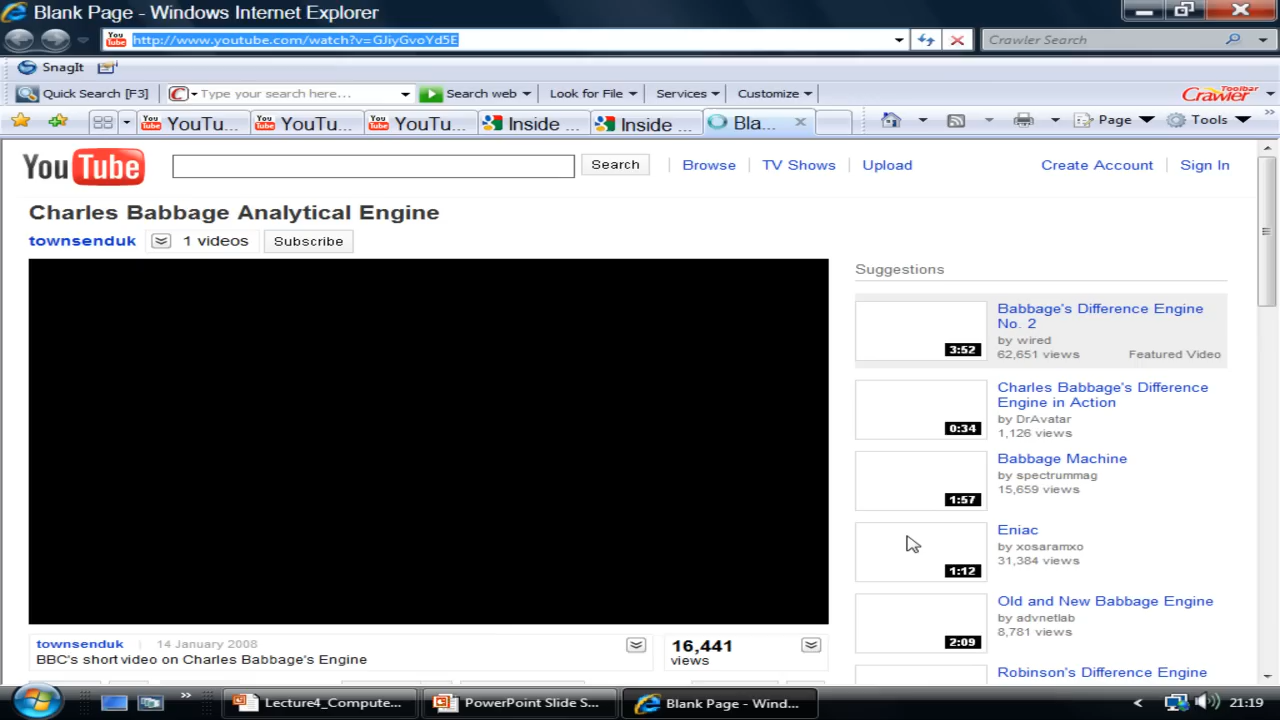 Blank Page - Windows Internet Explorer
http://www.youtube.com/watch?v=GJiyGvoYd5E
Crawler Search
SnagIt
Quick Search [F3]
Type your search here...
Search web
Look for File
Services
Customize
Crawler Toolbar
YouTu...
YouTu...
YouTu...
Inside ...
Inside ...
Bla...
Page
Tools
YouTube
Search
Browse
TV Shows
Upload
Create Account
Sign In
Charles Babbage Analytical Engine
townsenduk
1 videos
Subscribe
Suggestions
3:52
Babbage's Difference Engine
No. 2
by wired
62,651 views
Featured Video
0:34
Charles Babbage's Difference
Engine in Action
by DrAvatar
1,126 views
1:57
Babbage Machine
by spectrummag
15,659 views
1:12
Eniac
by xosaramxo
31,384 views
2:09
Old and New Babbage Engine
by advnetlab
8,781 views
Robinson's Difference Engine
townsenduk
14 January 2008
BBC's short video on Charles Babbage's Engine
16,441
views
Lecture4_Compute...
PowerPoint Slide S...
Blank Page - Wind...
21:19